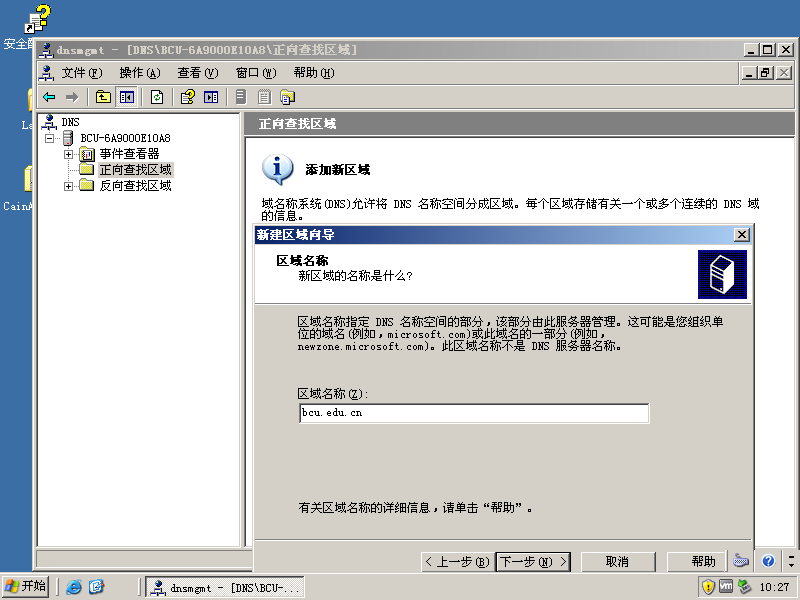 安全
dnsmgmt - [DNS\BCU-6A9000E10A8\正向查找区域]
文件(F) 操作(A) 查看(V) 窗口(W) 帮助(H)
DNS
BCU-6A9000E10A8
事件查看器
正向查找区域
反向查找区域
CainA
正向查找区域
添加新区域
域名称系统(DNS)允许将 DNS 名称空间分成区域。每个区域存储有关一个或多个连续的 DNS 域
的信息。
新建区域向导
区域名称
新区域的名称是什么?
区域名称指定 DNS 名称空间的部分，该部分由此服务器管理。这可能是您组织单
位的域名(例如，microsoft.com)或此域名的一部分(例如，
newzone.microsoft.com)。此区域名称不是 DNS 服务器名称。
区域名称(Z):
bcu.edu.cn
有关区域名称的详细信息，请单击“帮助”。
< 上一步(B) 下一步(N) > 取消 帮助
开始 dnsmgmt - [DNS\BCU-... 10:27